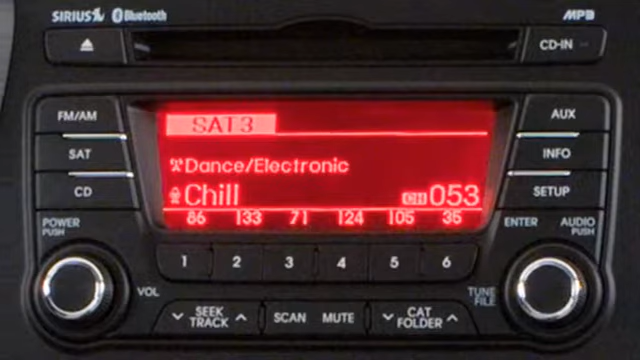 SIRIUS Bluetooth MP3
CD-IN
FM/AM SAT3 AUX
SAT Dance/Electronic INFO
CD Chill CH 053 SETUP
86 133 71 124 105 35
POWER PUSH ENTER AUDIO PUSH
1 2 3 4 5 6
VOL TUNE FILE
SEEK TRACK SCAN MUTE CAT FOLDER